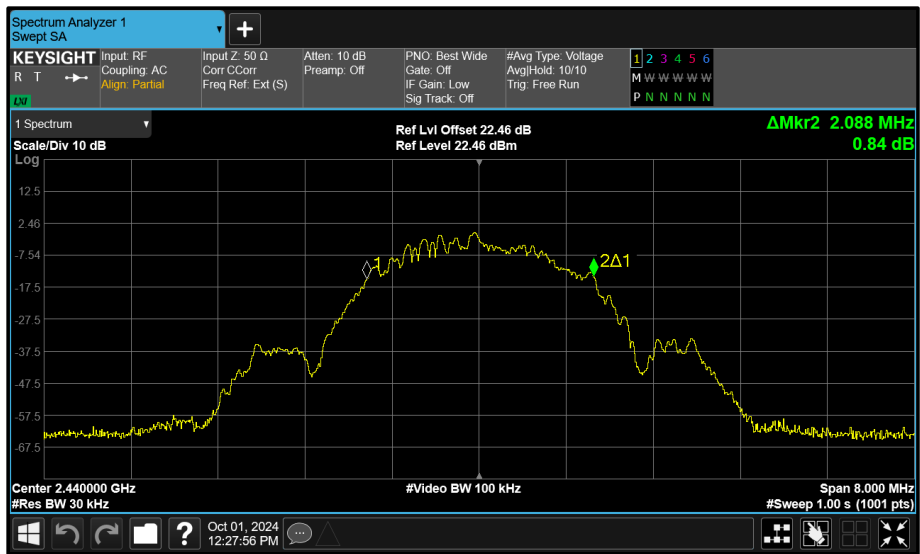 Spectrum Analyzer 1
Swept SA
KEYSIGHT
R T
LXI
Input: RF
Coupling: AC
Align: Partial
Input Z: 50 Ω
Corr CCorr
Freq Ref: Ext (S)
Atten: 10 dB
Preamp: Off
PNO: Best Wide
Gate: Off
IF Gain: Low
Sig Track: Off
#Avg Type: Voltage
Avg|Hold: 10/10
Trig: Free Run
1 2 3 4 5 6
M W W W W W
P N N N N N
1 Spectrum
Scale/Div 10 dB
Log
Ref Lvl Offset 22.46 dB
Ref Level 22.46 dBm
ΔMkr2 2.088 MHz
0.84 dB
12.5
2.46
-7.54
-17.5
-27.5
-37.5
-47.5
-57.5
-67.5
1
2Δ1
Center 2.440000 GHz
#Res BW 30 kHz
#Video BW 100 kHz
Span 8.000 MHz
#Sweep 1.00 s (1001 pts)
?
Oct 01, 2024
12:27:56 PM